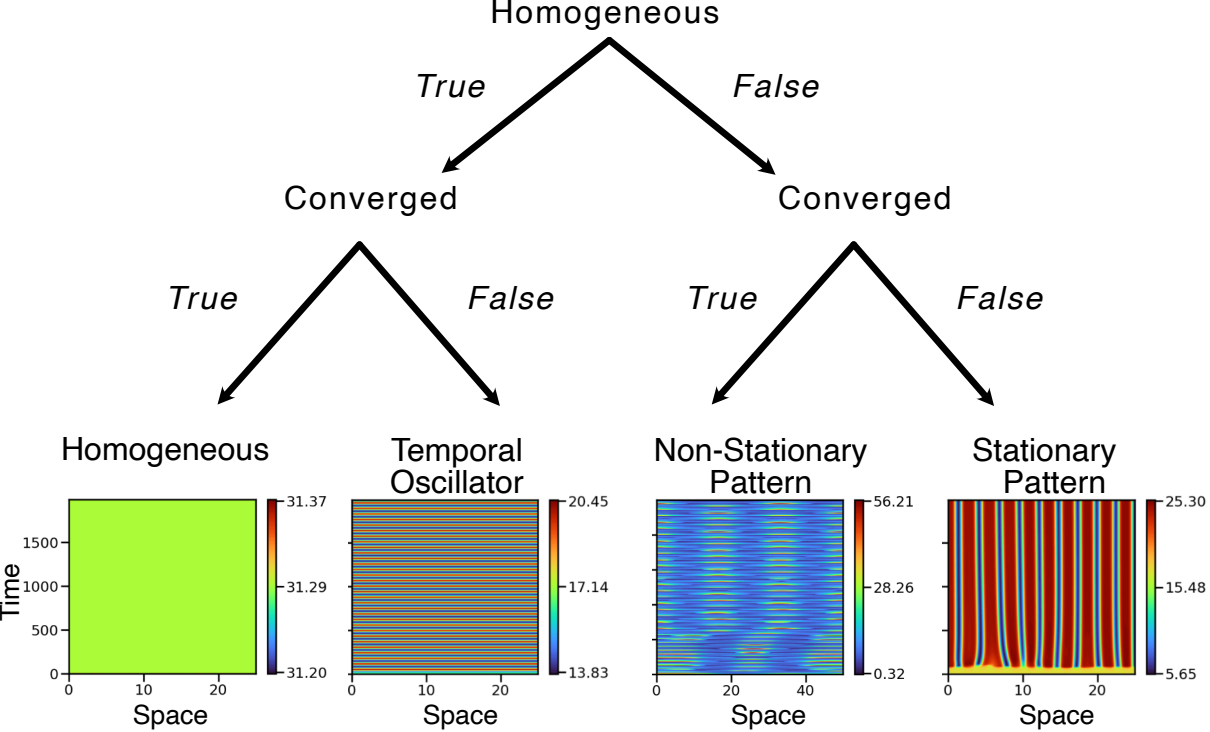 Homogeneous
True
False
Converged
Converged
True
False
True
False
Homogeneous
Temporal
Oscillator
Non-Stationary
Pattern
Stationary
Pattern
31.37
31.29
31.20
20.45
17.14
13.83
56.21
28.26
0.32
25.30
15.48
5.65
Time
1500
1000
500
0
0 10 20
0 10 20
0 20 40
0 10 20
Space
Space
Space
Space